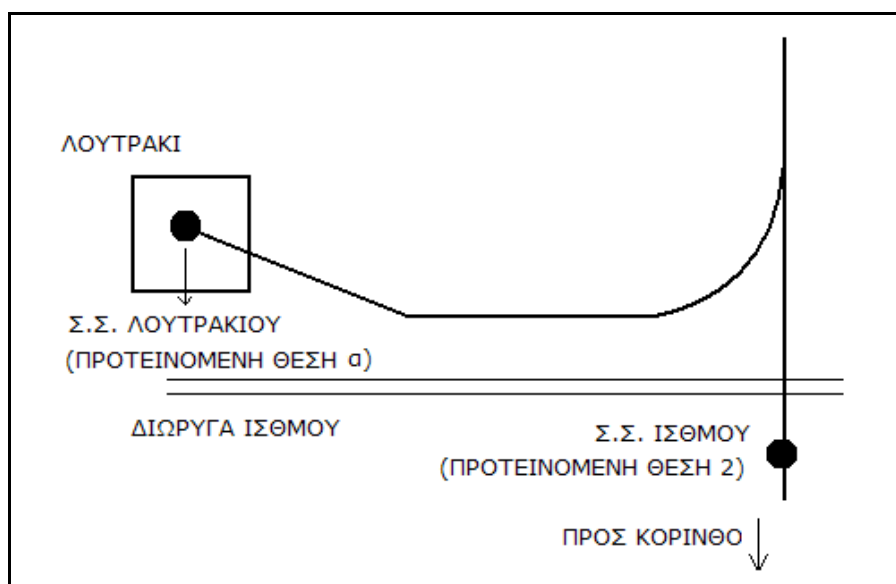 ΛΟΥΤΡΑΚΙ
Σ.Σ. ΛΟΥΤΡΑΚΙΟΥ
(ΠΡΟΤΕΙΝΟΜΕΝΗ ΘΕΣΗ a)
ΔΙΩΡΥΓΑ ΙΣΘΜΟΥ
Σ.Σ. ΙΣΘΜΟΥ
(ΠΡΟΤΕΙΝΟΜΕΝΗ ΘΕΣΗ 2)
ΠΡΟΣ ΚΟΡΙΝΘΟ